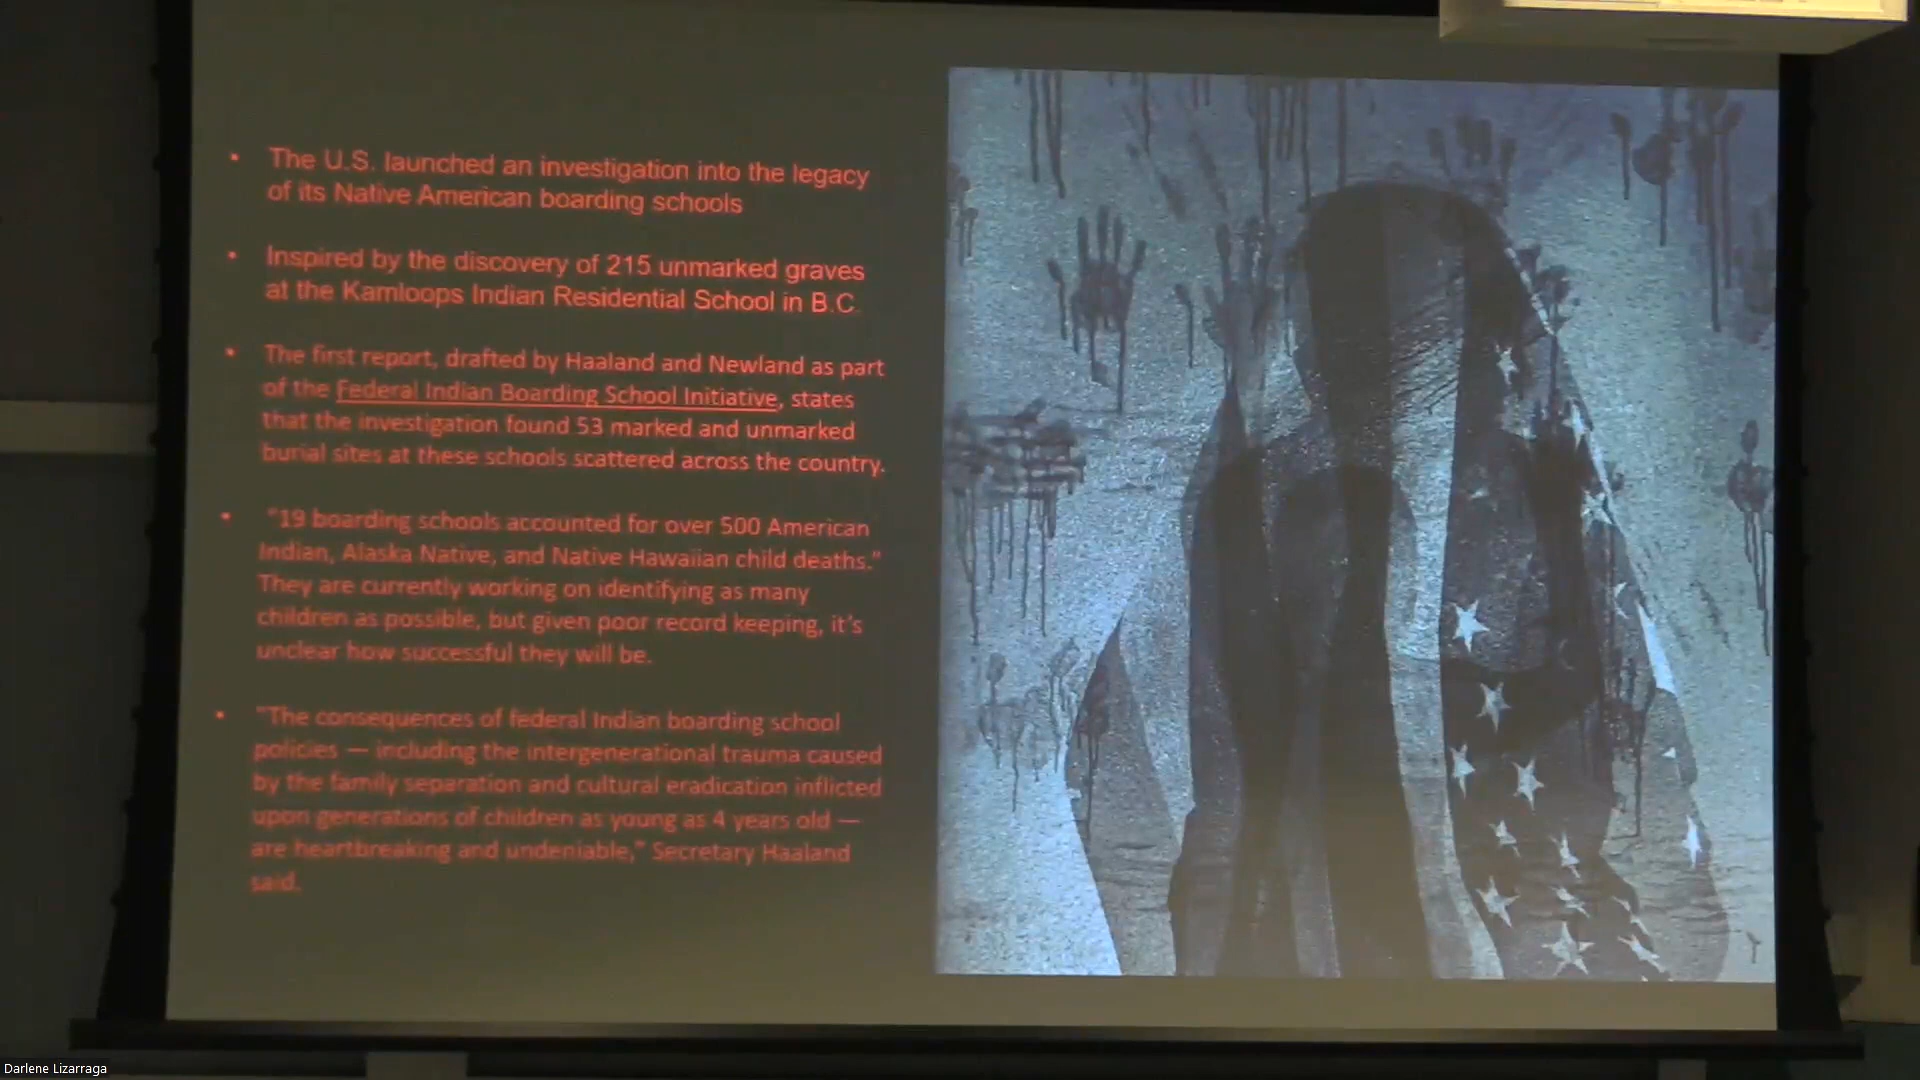 • The U.S. launched an investigation into the legacy
of its Native American boarding schools
• Inspired by the discovery of 215 unmarked graves
at the Kamloops Indian Residential School in B.C.
• The first report, drafted by Haaland and Newland as part
of the Federal Indian Boarding School Initiative, states
that the investigation found 53 marked and unmarked
burial sites at these schools scattered across the country.
• "19 boarding schools accounted for over 500 American
Indian, Alaska Native, and Native Hawaiian child deaths."
They are currently working on identifying as many
children as possible, but given poor record keeping, it's
unclear how successful they will be.
• "The consequences of federal Indian boarding school
policies — including the intergenerational trauma caused
by the family separation and cultural eradication inflicted
upon generations of children as young as 4 years old —
are heartbreaking and undeniable," Secretary Haaland
said.
Darlene Lizarraga